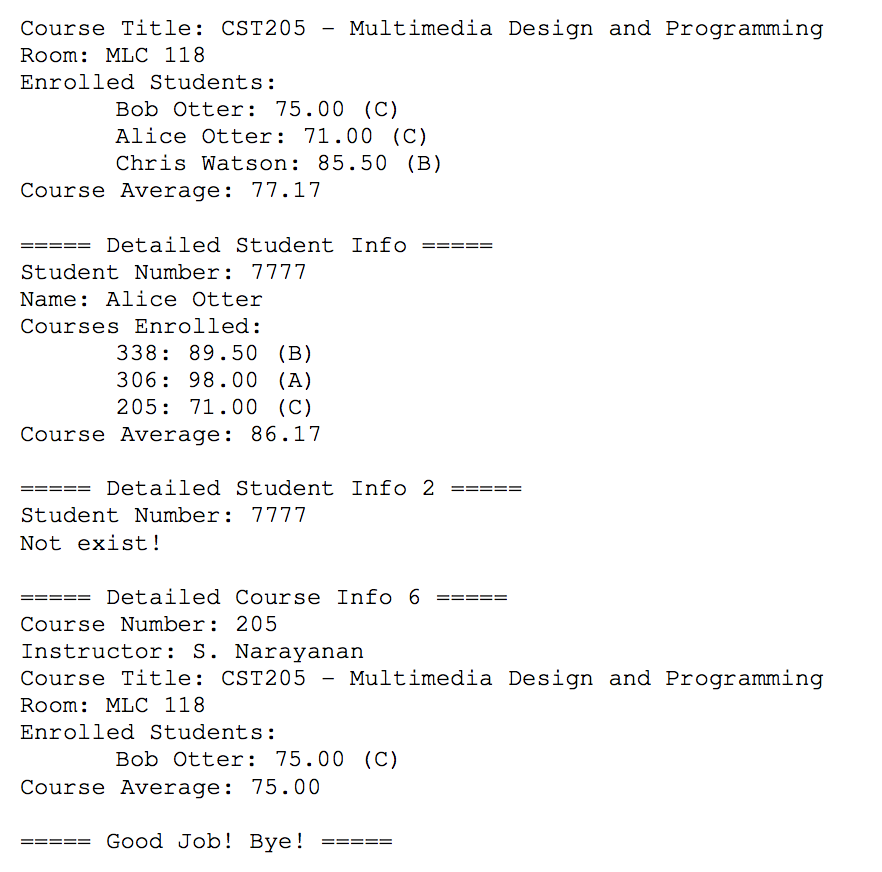 Course Title: CST205 – Multimedia Design and Programming
Room: MLC 118
Enrolled Students:
Bob Otter: 75.00 (C)
Alice Otter: 71.00 (C)
Chris Watson: 85.50 (B)
Course Average: 77.17
===== Detailed Student Info =====
Student Number: 7777
Name: Alice Otter
Courses Enrolled:
338: 89.50 (B)
306: 98.00 (A)
205: 71.00 (C)
Course Average: 86.17
===== Detailed Student Info 2 =====
Student Number: 7777
Not exist!
===== Detailed Course Info 6 =====
Course Number: 205
Instructor: S. Narayanan
Course Title: CST205 – Multimedia Design and Programming
Room: MLC 118
Enrolled Students:
Bob Otter: 75.00 (C)
Course Average: 75.00
===== Good Job! Bye! =====